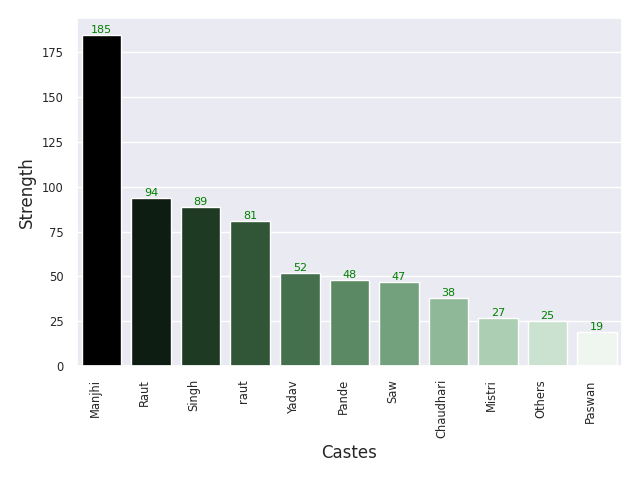 185
175
150
125
100
75
50
25
0
Strength
94
89
81
52
48
47
38
27
25
19
Manjhi
Raut
Singh
raut
Yadav
Pande
Saw
Chaudhari
Mistri
Others
Paswan
Castes